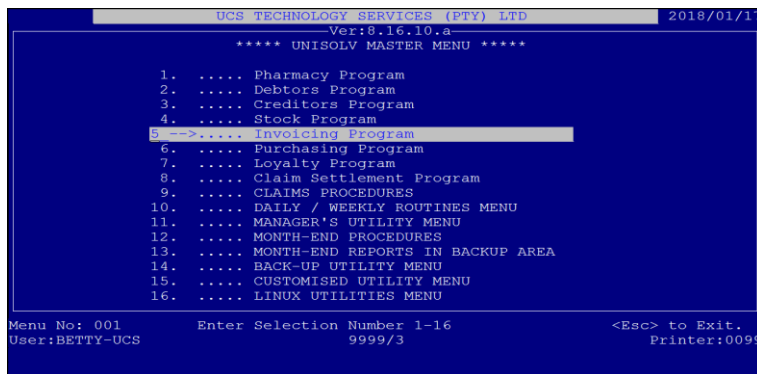 UCS TECHNOLOGY SERVICES (PTY) LTD 2018/01/17
Ver:8.16.10.a
***** UNISOLV MASTER MENU *****
1. ..... Pharmacy Program
2. ..... Debtors Program
3. ..... Creditors Program
4. ..... Stock Program
5 -->..... Invoicing Program
6. ..... Purchasing Program
7. ..... Loyalty Program
8. ..... Claim Settlement Program
9. ..... CLAIMS PROCEDURES
10. ..... DAILY / WEEKLY ROUTINES MENU
11. ..... MANAGER'S UTILITY MENU
12. ..... MONTH-END PROCEDURES
13. ..... MONTH-END REPORTS IN BACKUP AREA
14. ..... BACK-UP UTILITY MENU
15. ..... CUSTOMISED UTILITY MENU
16. ..... LINUX UTILITIES MENU
Menu No: 001 Enter Selection Number 1-16 <Esc> to Exit.
User:BETTY-UCS 9999/3 Printer:0099